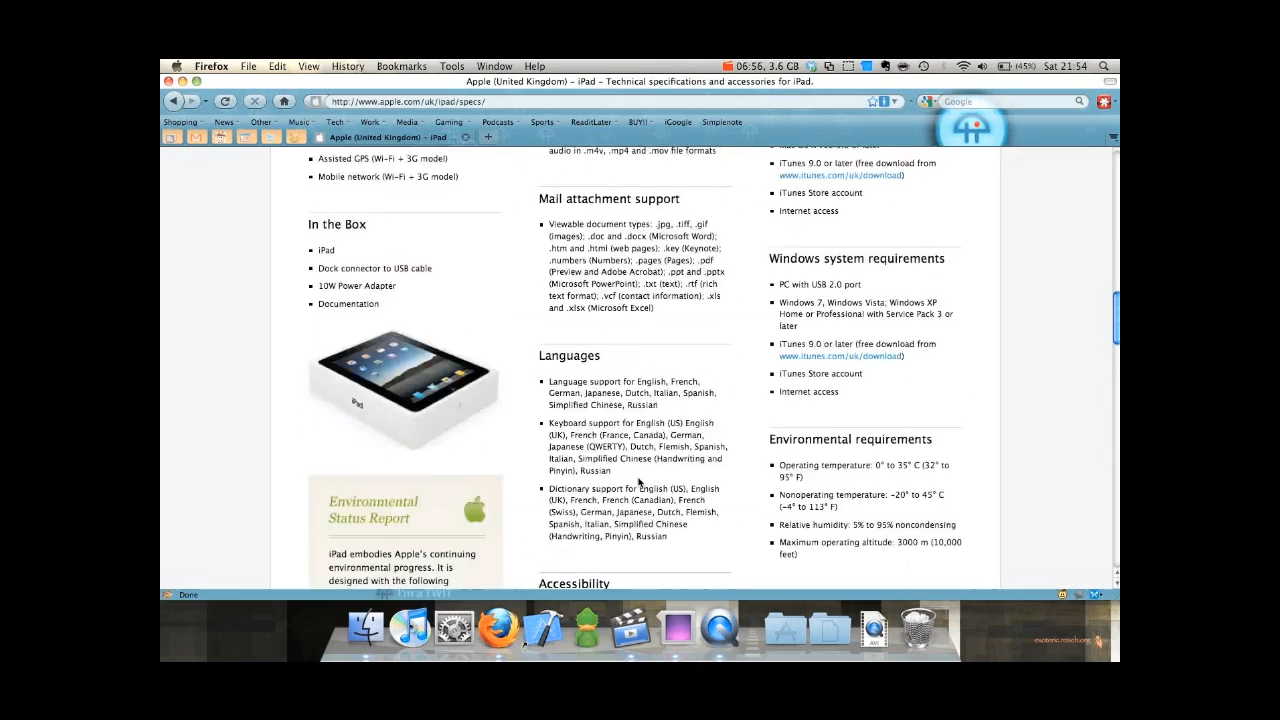 Firefox File Edit View History Bookmarks Tools Window Help
06:56, 3.6 GB
(45%) Sat 21:54
Apple (United Kingdom) – iPad – Technical specifications and accessories for iPad.
http://www.apple.com/uk/ipad/specs/
Google
Shopping News Other Music Tech Work Media Gaming Podcasts Sports ReaditLater BUY!! iGoogle Simplenote
Apple (United Kingdom) – iPad
Assisted GPS (Wi-Fi + 3G model)
Mobile network (Wi-Fi + 3G model)
In the Box
iPad
Dock connector to USB cable
10W Power Adapter
Documentation
iPad
Environmental
Status Report
iPad embodies Apple's continuing
environmental progress. It is
designed with the following
audio in .m4v, .mp4 and .mov file formats
Mail attachment support
Viewable document types: .jpg, .tiff, .gif
(images); .doc and .docx (Microsoft Word);
.htm and .html (web pages); .key (Keynote);
.numbers (Numbers); .pages (Pages); .pdf
(Preview and Adobe Acrobat); .ppt and .pptx
(Microsoft PowerPoint); .txt (text); .rtf (rich
text format); .vcf (contact information); .xls
and .xlsx (Microsoft Excel)
Languages
Language support for English, French,
German, Japanese, Dutch, Italian, Spanish,
Simplified Chinese, Russian
Keyboard support for English (US) English
(UK), French (France, Canada), German,
Japanese (QWERTY), Dutch, Flemish, Spanish,
Italian, Simplified Chinese (Handwriting and
Pinyin), Russian
Dictionary support for English (US), English
(UK), French, French (Canadian), French
(Swiss), German, Japanese, Dutch, Flemish,
Spanish, Italian, Simplified Chinese
(Handwriting, Pinyin), Russian
Accessibility
iTunes 9.0 or later (free download from
www.itunes.com/uk/download)
iTunes Store account
Internet access
Windows system requirements
PC with USB 2.0 port
Windows 7, Windows Vista; Windows XP
Home or Professional with Service Pack 3 or
later
iTunes 9.0 or later (free download from
www.itunes.com/uk/download)
iTunes Store account
Internet access
Environmental requirements
Operating temperature: 0° to 35° C (32° to
95° F)
Nonoperating temperature: -20° to 45° C
(-4° to 113° F)
Relative humidity: 5% to 95% noncondensing
Maximum operating altitude: 3000 m (10,000
feet)
Done
I'm a TWiT
AVI
esoteric.roach.org